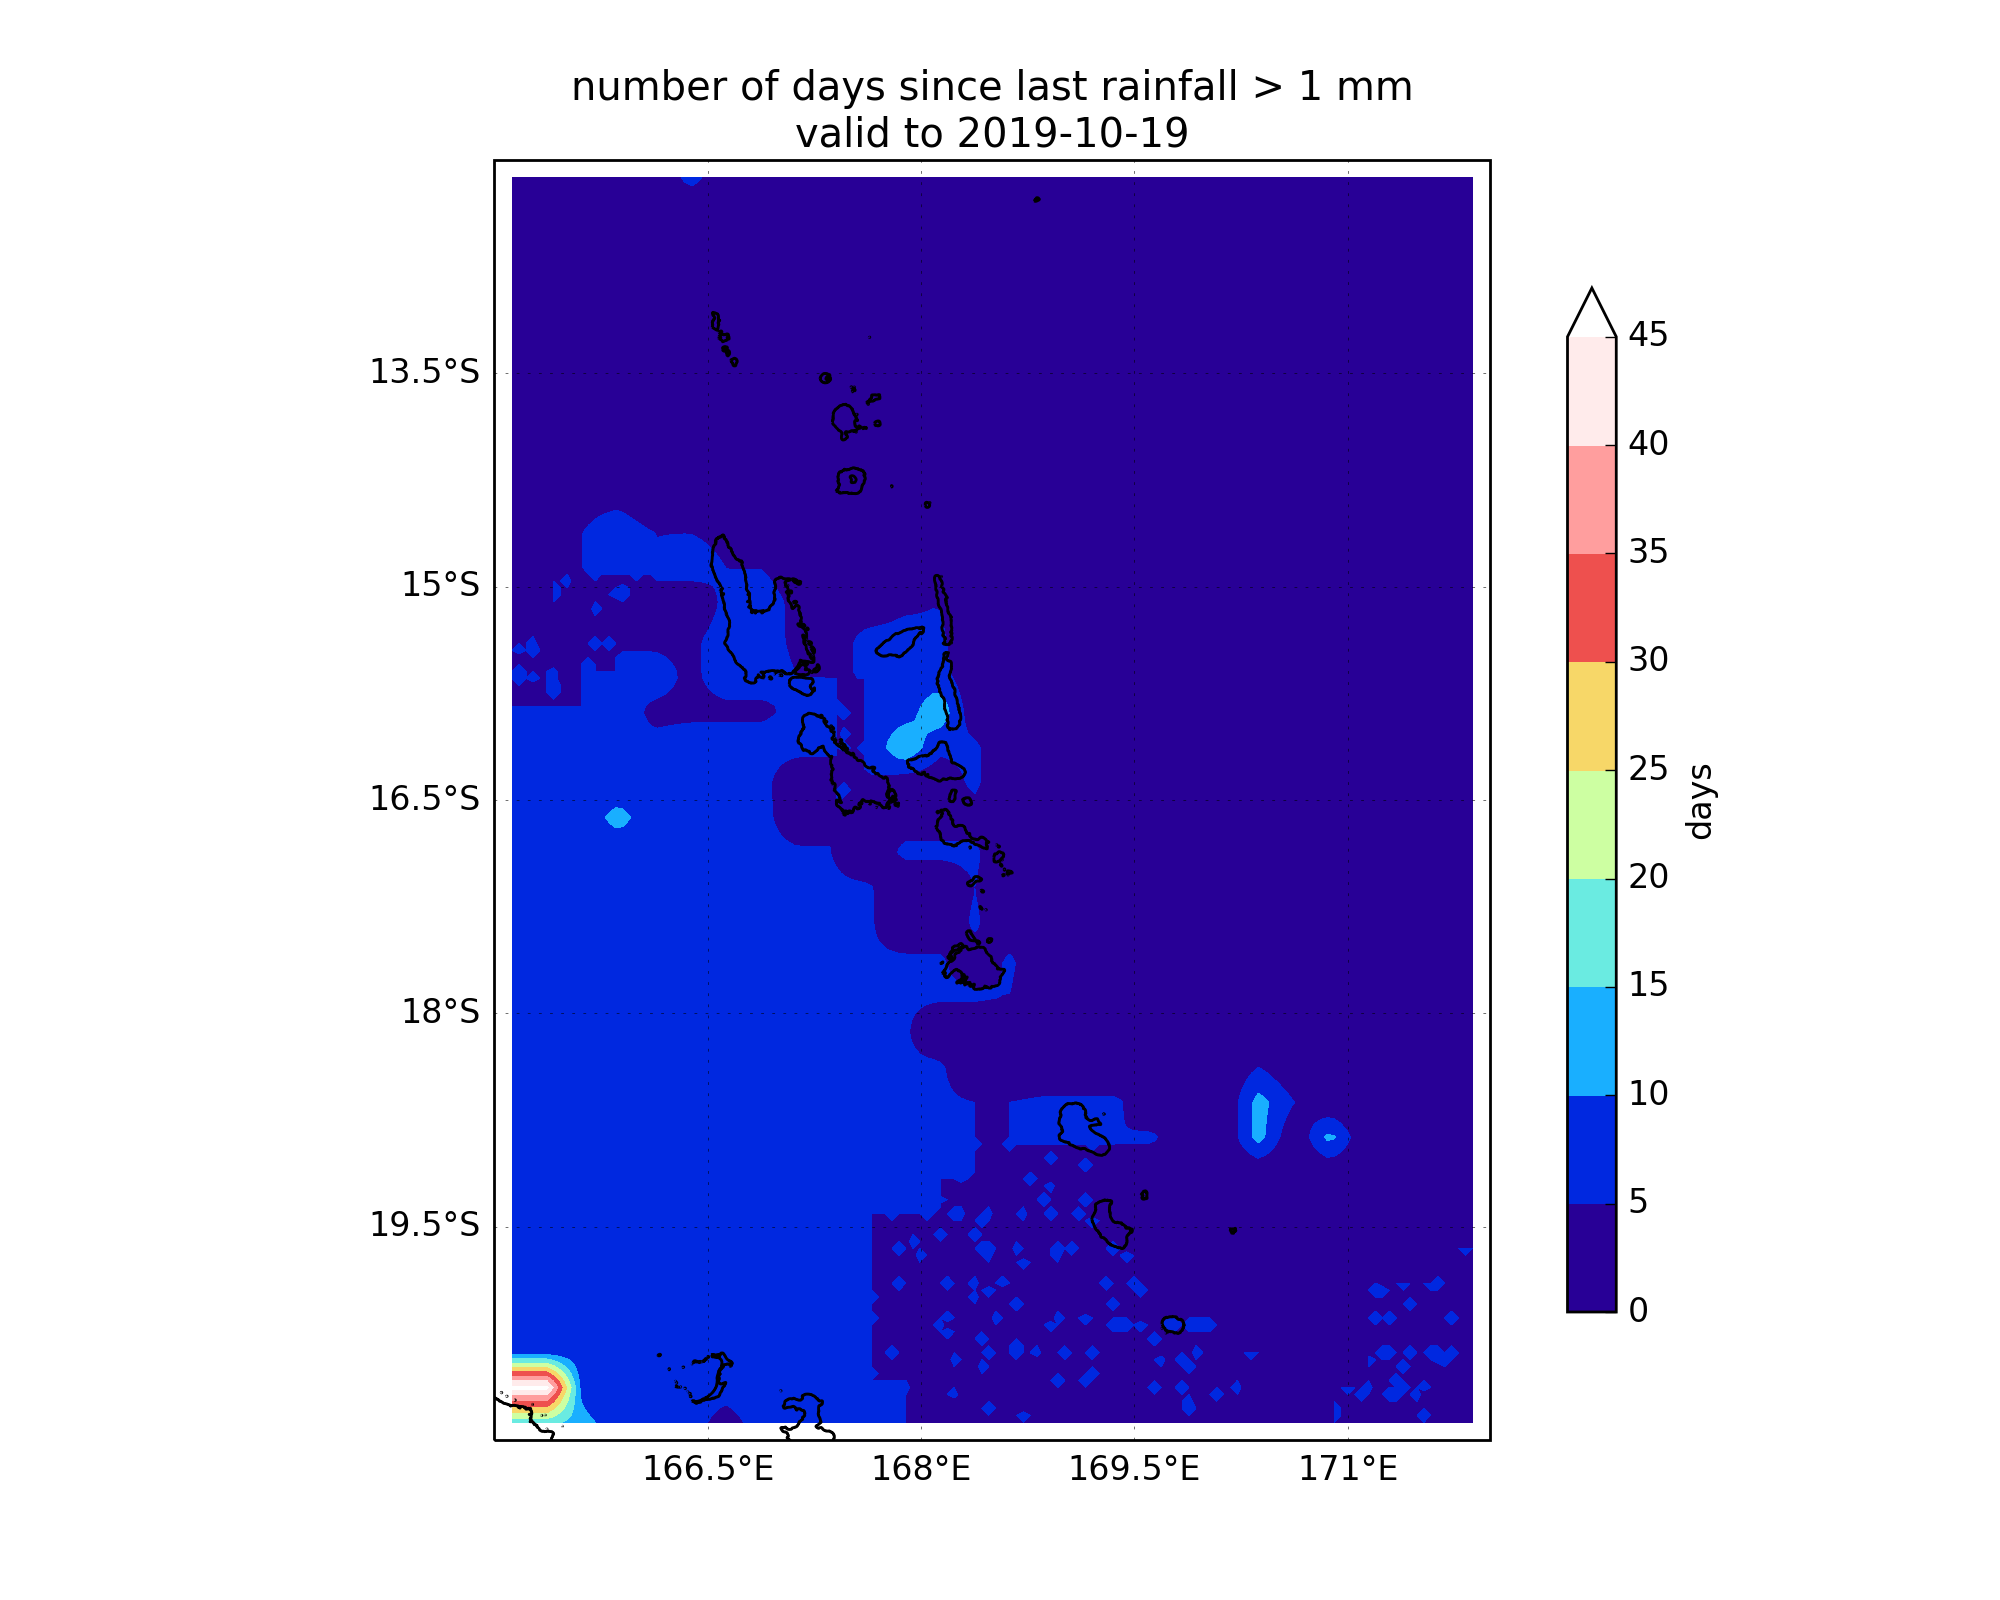 number of days since last rainfall > 1 mm
valid to 2019-10-19
13.5°S
15°S
16.5°S
18°S
19.5°S
166.5°E
168°E
169.5°E
171°E
45
40
35
30
25
20
15
10
5
0
days